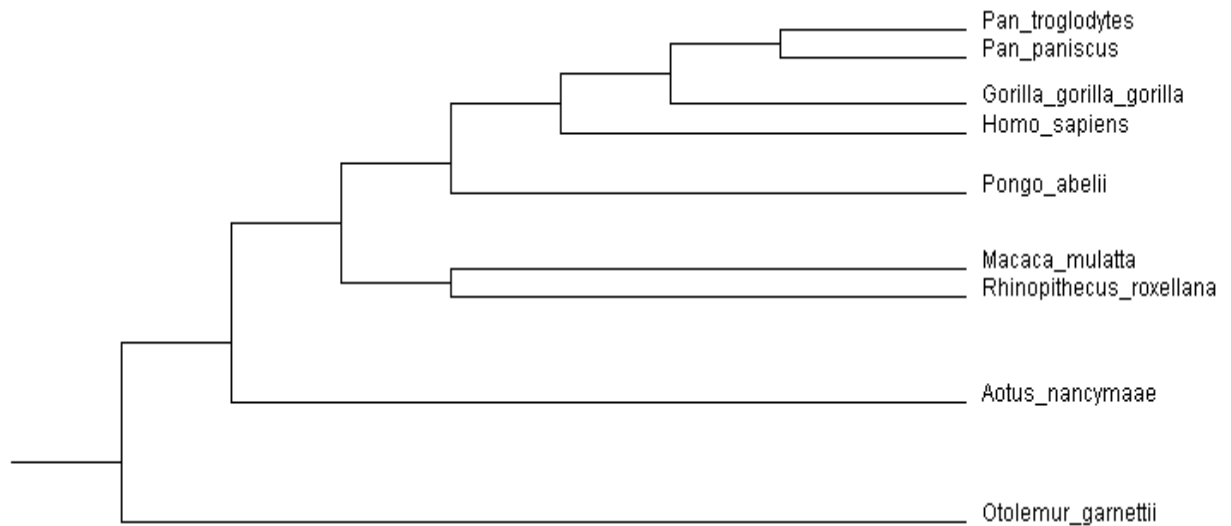 Pan_troglodytes
Pan_paniscus
Gorilla_gorilla_gorilla
Homo_sapiens
Pongo_abelii
Macaca_mulatta
Rhinopithecus_roxellana
Aotus_nancymaae
Otolemur_garnettii